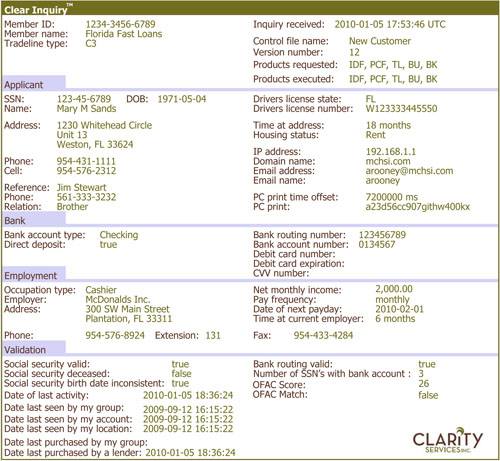 Clear Inquiry™
Member ID: 1234-3456-6789 Inquiry received: 2010-01-05 17:53:46 UTC
Member name: Florida Fast Loans Control file name: New Customer
Tradeline type: C3 Version number: 12
Products requested: IDF, PCF, TL, BU, BK
Products executed: IDF, PCF, TL, BU, BK
Applicant
SSN: 123-45-6789 DOB: 1971-05-04 Drivers license state: FL
Name: Mary M Sands Drivers license number: W123333445550
Address: 1230 Whitehead Circle Time at address: 18 months
Unit 13 Housing status: Rent
Weston, FL 33624
IP address: 192.168.1.1
Phone: 954-431-1111 Domain name: mchsi.com
Cell: 954-576-2312 Email address: arooney@mchsi.com
Email name: arooney
Reference: Jim Stewart
Phone: 561-333-3232 PC print time offset: 7200000 ms
Relation: Brother PC print: a23d56cc907githw400kx
Bank
Bank account type: Checking Bank routing number: 123456789
Direct deposit: true Bank account number: 0134567
Debit card number:
Debit card expiration:
CVV number:
Employment
Occupation type: Cashier Net monthly income: 2,000.00
Employer: McDonalds Inc. Pay frequency: monthly
Address: 300 SW Main Street Date of next payday: 2010-02-01
Plantation, FL 33311 Time at current employer: 6 months
Phone: 954-576-8924 Extension: 131 Fax: 954-433-4284
Validation
Social security valid: true Bank routing valid: true
Social security deceased: false Number of SSN's with bank account : 3
Social security birth date inconsistent: true OFAC Score: 26
Date of last activity: 2010-01-05 18:36:24 OFAC Match: false
Date last seen by my group: 2009-09-12 16:15:22
Date last seen by my account: 2009-09-12 16:15:22
Date last seen by my location: 2009-09-12 16:15:22
Date last purchased by my group:
Date last purchased by a lender: 2010-01-05 18:36:24
CLARITY
SERVICES INC.